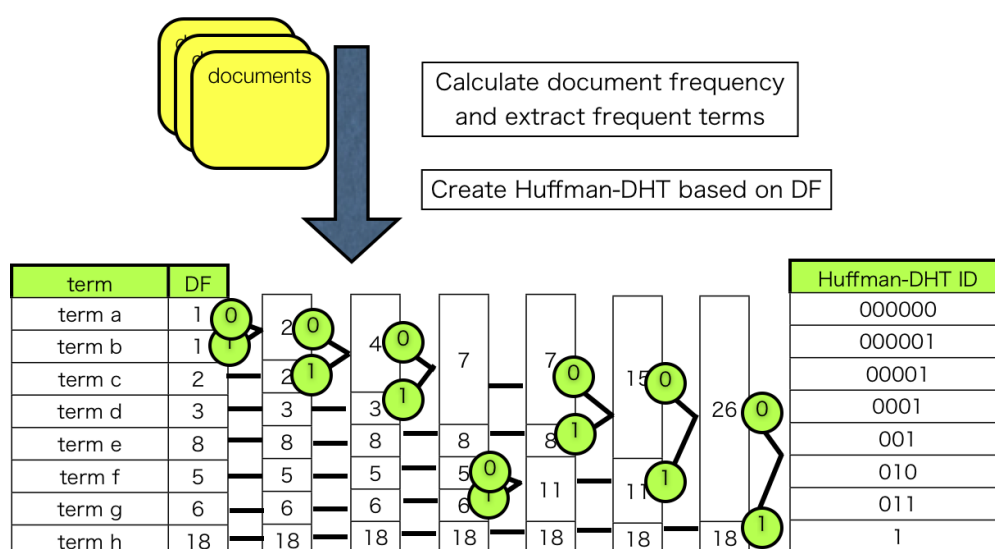 documents
Calculate document frequency
and extract frequent terms
Create Huffman-DHT based on DF
term DF Huffman-DHT ID
term a 1 0 2 0 000000
term b 1 1 4 0 7 7 000001
term c 2 2 1 0 15 0 00001
term d 3 3 3 1 26 0 0001
term e 8 8 8 8 8 1 001
term f 5 5 5 5 0 11 11 1 010
term g 6 6 6 6 1 011
term h 18 18 18 18 18 18 18 1 1